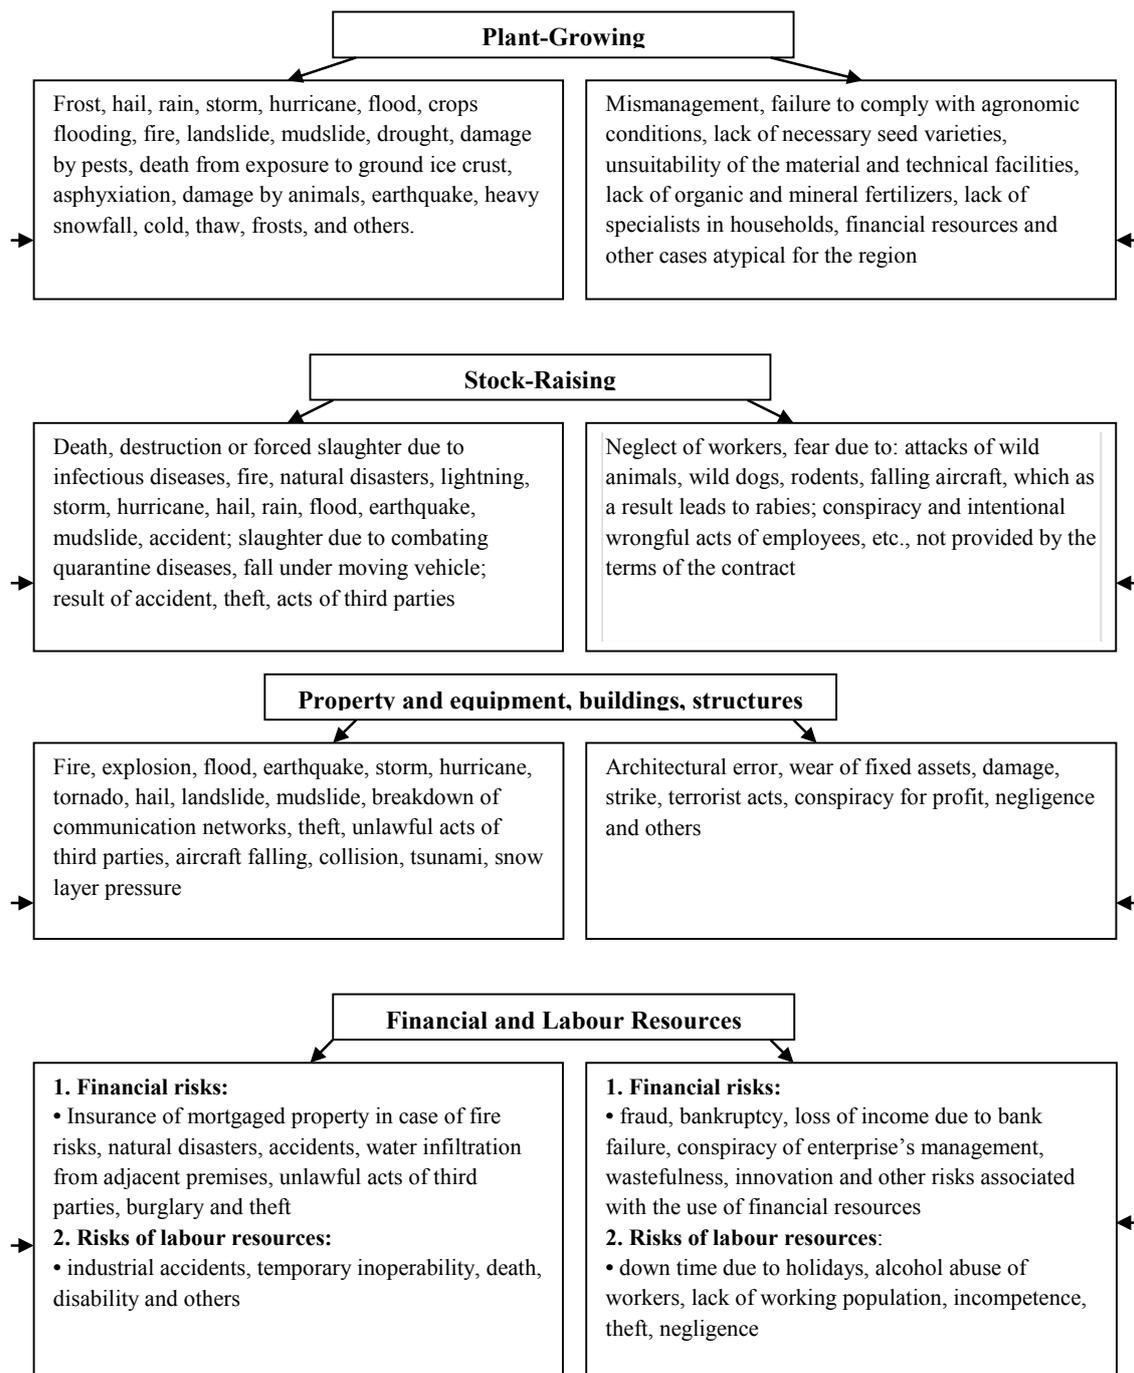 Plant-Growing
Frost, hail, rain, storm, hurricane, flood, crops
flooding, fire, landslide, mudslide, drought, damage
by pests, death from exposure to ground ice crust,
asphyxiation, damage by animals, earthquake, heavy
snowfall, cold, thaw, frosts, and others.
Mismanagement, failure to comply with agronomic
conditions, lack of necessary seed varieties,
unsuitability of the material and technical facilities,
lack of organic and mineral fertilizers, lack of
specialists in households, financial resources and
other cases atypical for the region
Stock-Raising
Death, destruction or forced slaughter due to
infectious diseases, fire, natural disasters, lightning,
storm, hurricane, hail, rain, flood, earthquake,
mudslide, accident; slaughter due to combating
quarantine diseases, fall under moving vehicle;
result of accident, theft, acts of third parties
Neglect of workers, fear due to: attacks of wild
animals, wild dogs, rodents, falling aircraft, which as
a result leads to rabies; conspiracy and intentional
wrongful acts of employees, etc., not provided by the
terms of the contract
Property and equipment, buildings, structures
Fire, explosion, flood, earthquake, storm, hurricane,
tornado, hail, landslide, mudslide, breakdown of
communication networks, theft, unlawful acts of
third parties, aircraft falling, collision, tsunami, snow
layer pressure
Architectural error, wear of fixed assets, damage,
strike, terrorist acts, conspiracy for profit, negligence
and others
Financial and Labour Resources
1. Financial risks:
• Insurance of mortgaged property in case of fire
risks, natural disasters, accidents, water infiltration
from adjacent premises, unlawful acts of third
parties, burglary and theft
2. Risks of labour resources:
• industrial accidents, temporary inoperability, death,
disability and others
1. Financial risks:
• fraud, bankruptcy, loss of income due to bank
failure, conspiracy of enterprise’s management,
wastefulness, innovation and other risks associated
with the use of financial resources
2. Risks of labour resources:
• down time due to holidays, alcohol abuse of
workers, lack of working population, incompetence,
theft, negligence